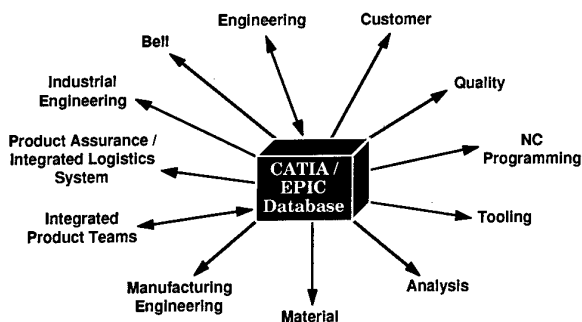 Engineering
Customer
Bell
Quality
Industrial
Engineering
NC
Programming
Product Assurance /
Integrated Logistics
System
CATIA /
EPIC
Database
Tooling
Integrated
Product Teams
Analysis
Manufacturing
Engineering
Material